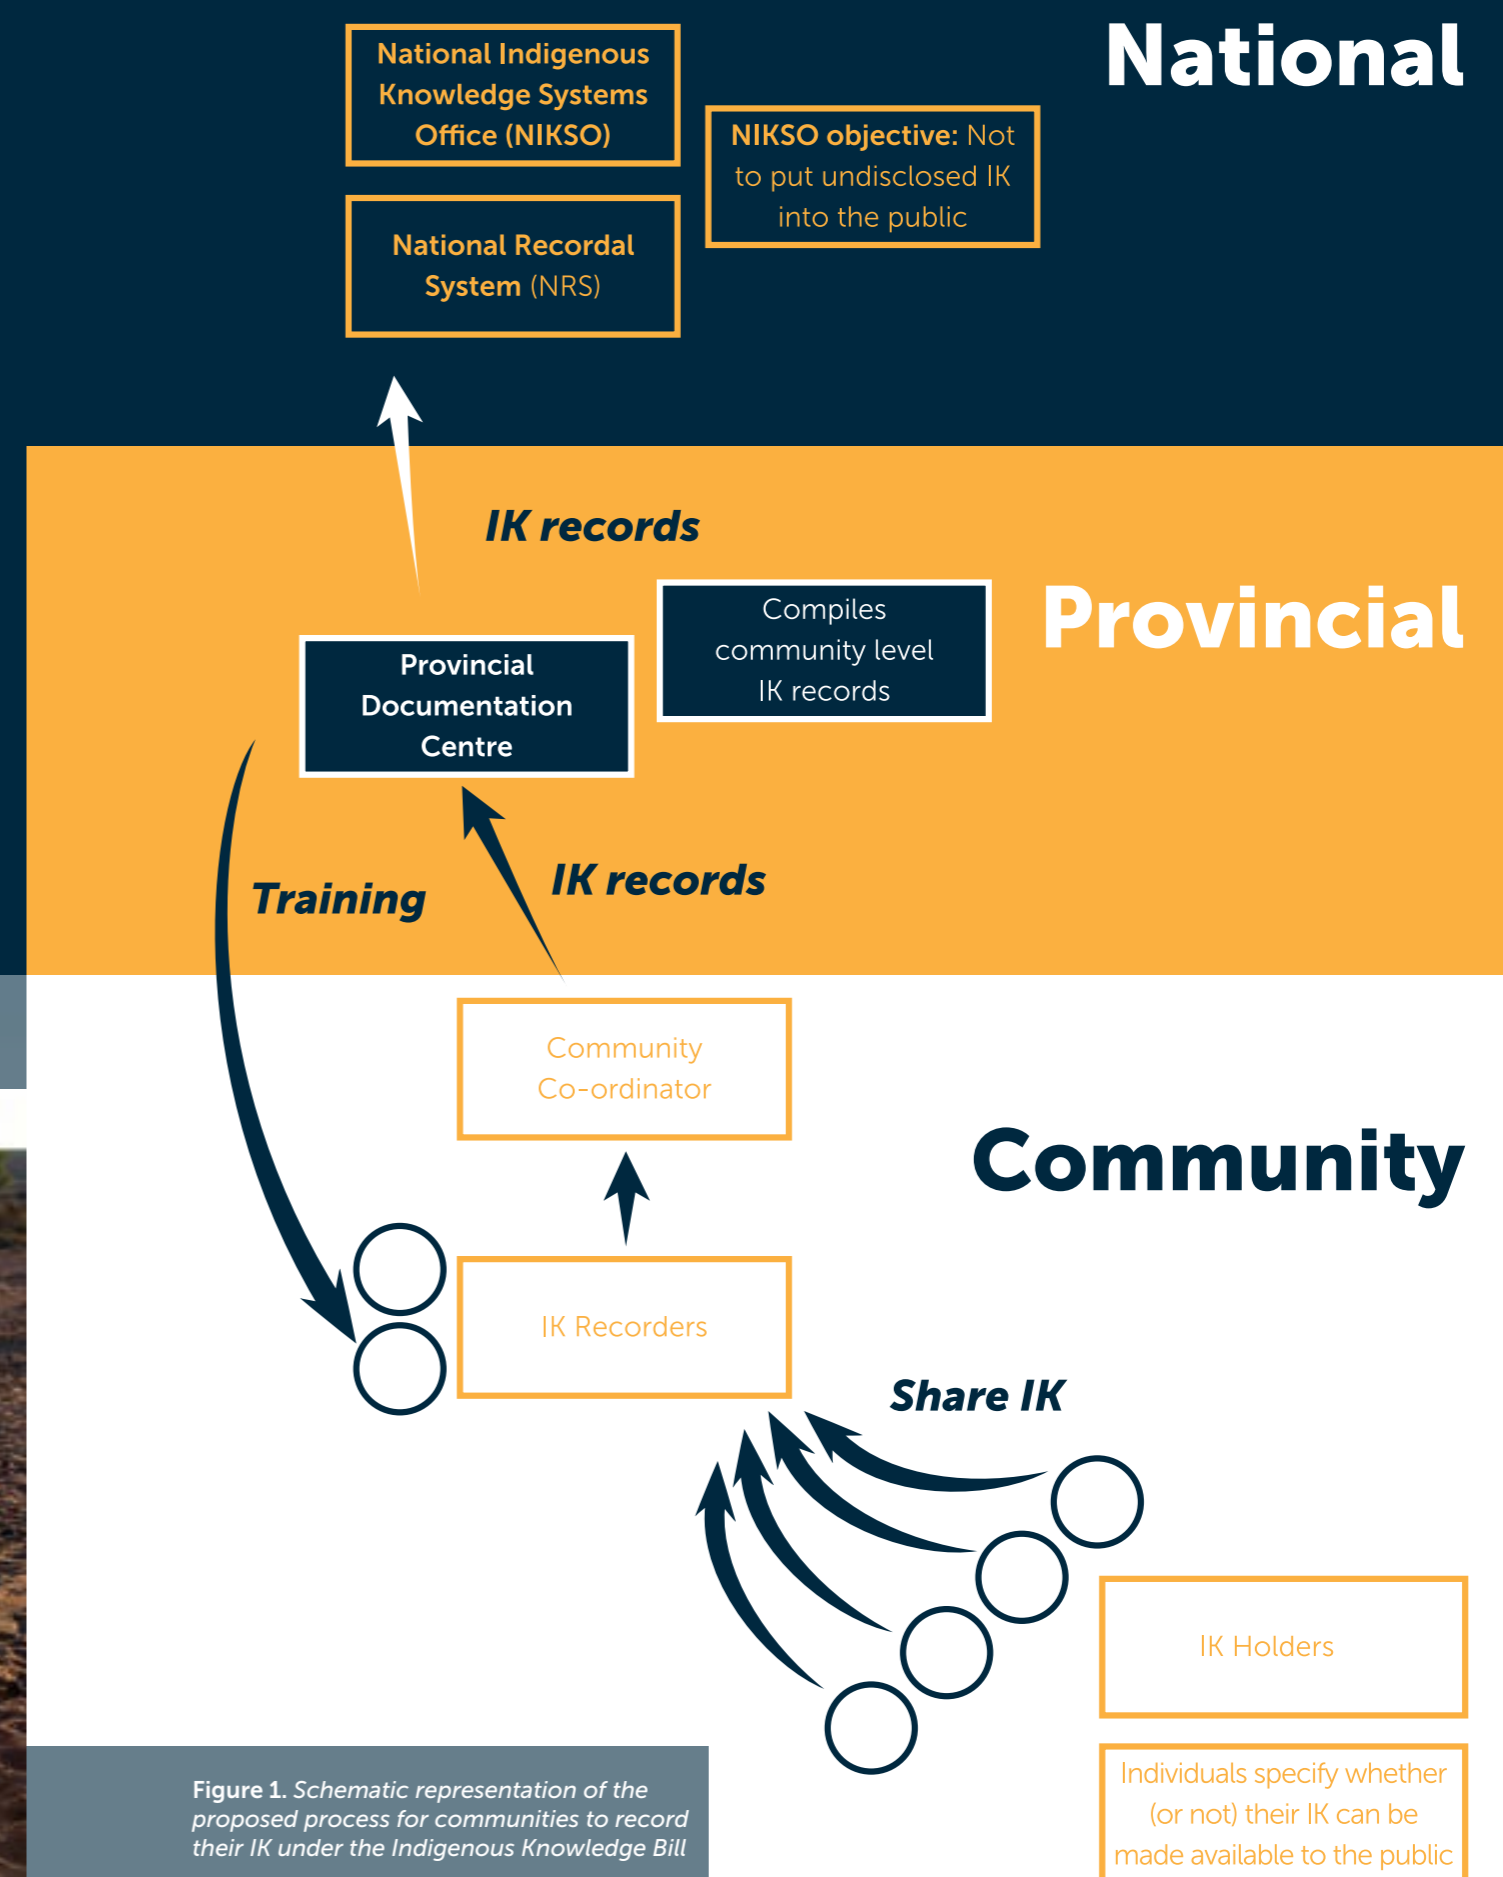 National
National Indigenous
Knowledge Systems
Office (NIKSO)
NIKSO objective: Not
to put undisclosed IK
into the public
National Recordal
System (NRS)
IK records
Provincial
Compiles
community level
IK records
Provincial
Documentation
Centre
Training
IK records
Community
Co-ordinator
Community
IK Recorders
Share IK
IK Holders
Individuals specify whether
(or not) their IK can be
made available to the public
Figure 1. Schematic representation of the
proposed process for communities to record
their IK under the Indigenous Knowledge Bill